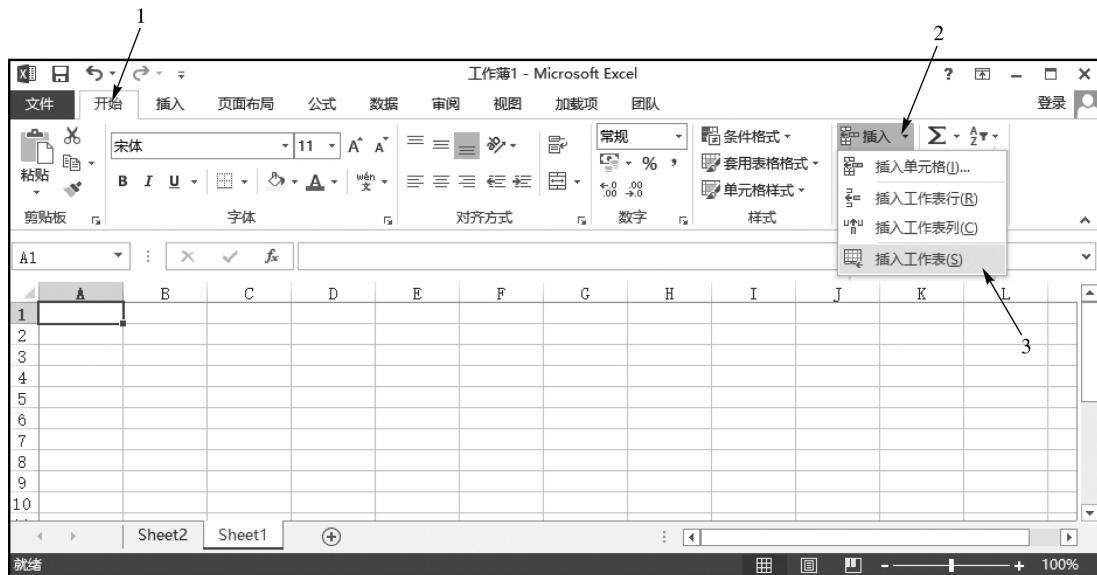 1
2
工作薄1 - Microsoft Excel
?
文件 开始 插入 页面布局 公式 数据 审阅 视图 加载项 团队 登录
宋体 11 A A 常规 条件格式 插入 Σ A Z
粘贴 % , 套用表格格式 插入单元格(I)...
B I U A wén 文 .00 .00 →.0 单元格样式 插入工作表行(R)
剪贴板 字体 对齐方式 数字 样式 插入工作表列(C)
A1 fx 插入工作表(S)
A B C D E F G H I J K L
1
2
3
3
4
5
6
7
8
9
10
Sheet2 Sheet1
就绪 100%